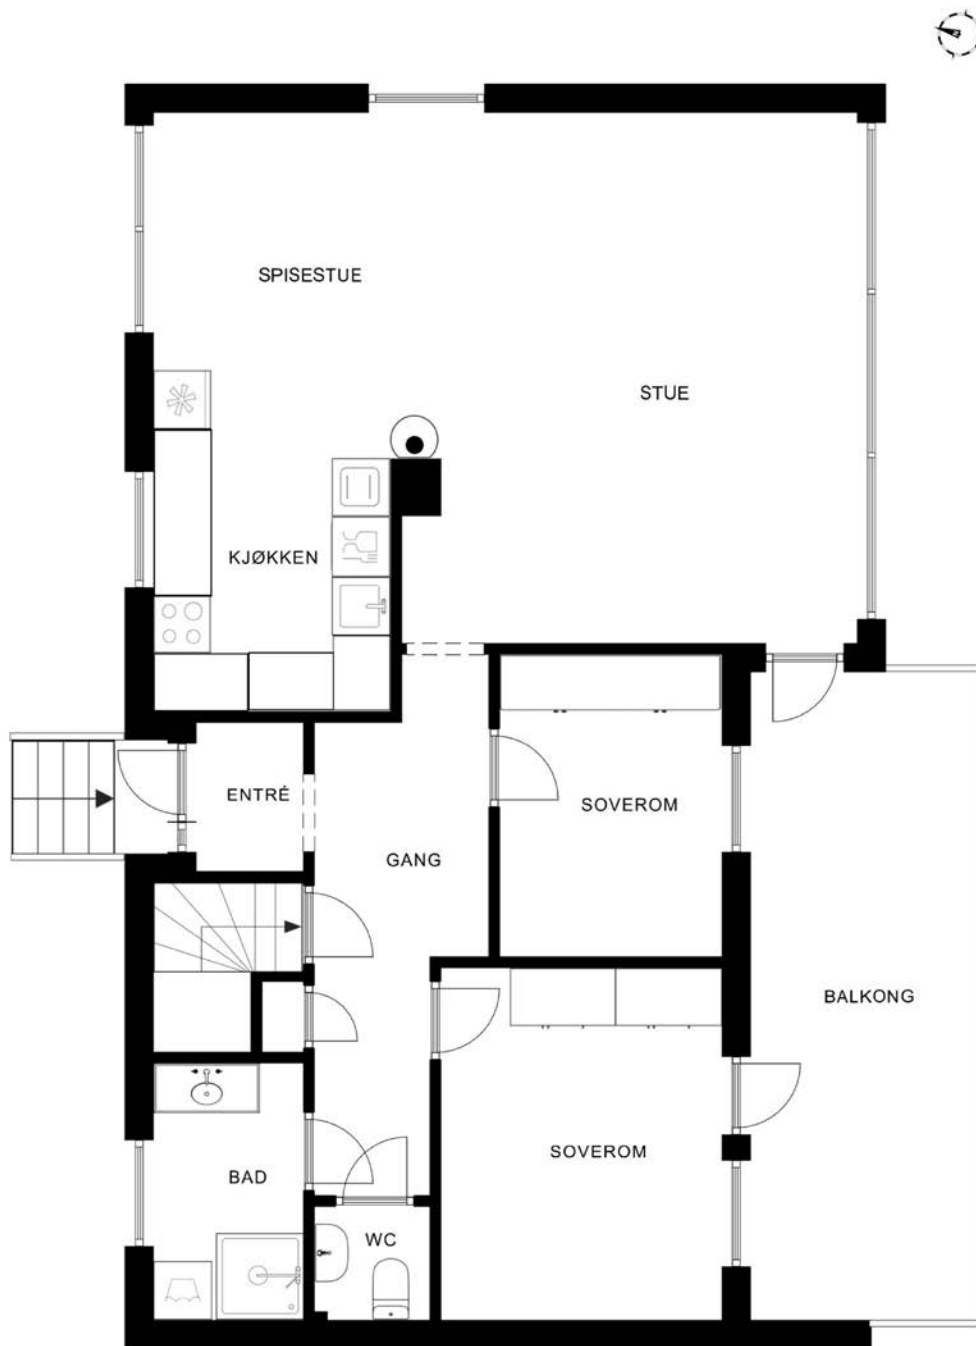 SPISESTUE
STUE
KJØKKEN
ENTRÉ
SOVEROM
GANG
BALKONG
SOVEROM
BAD
WC